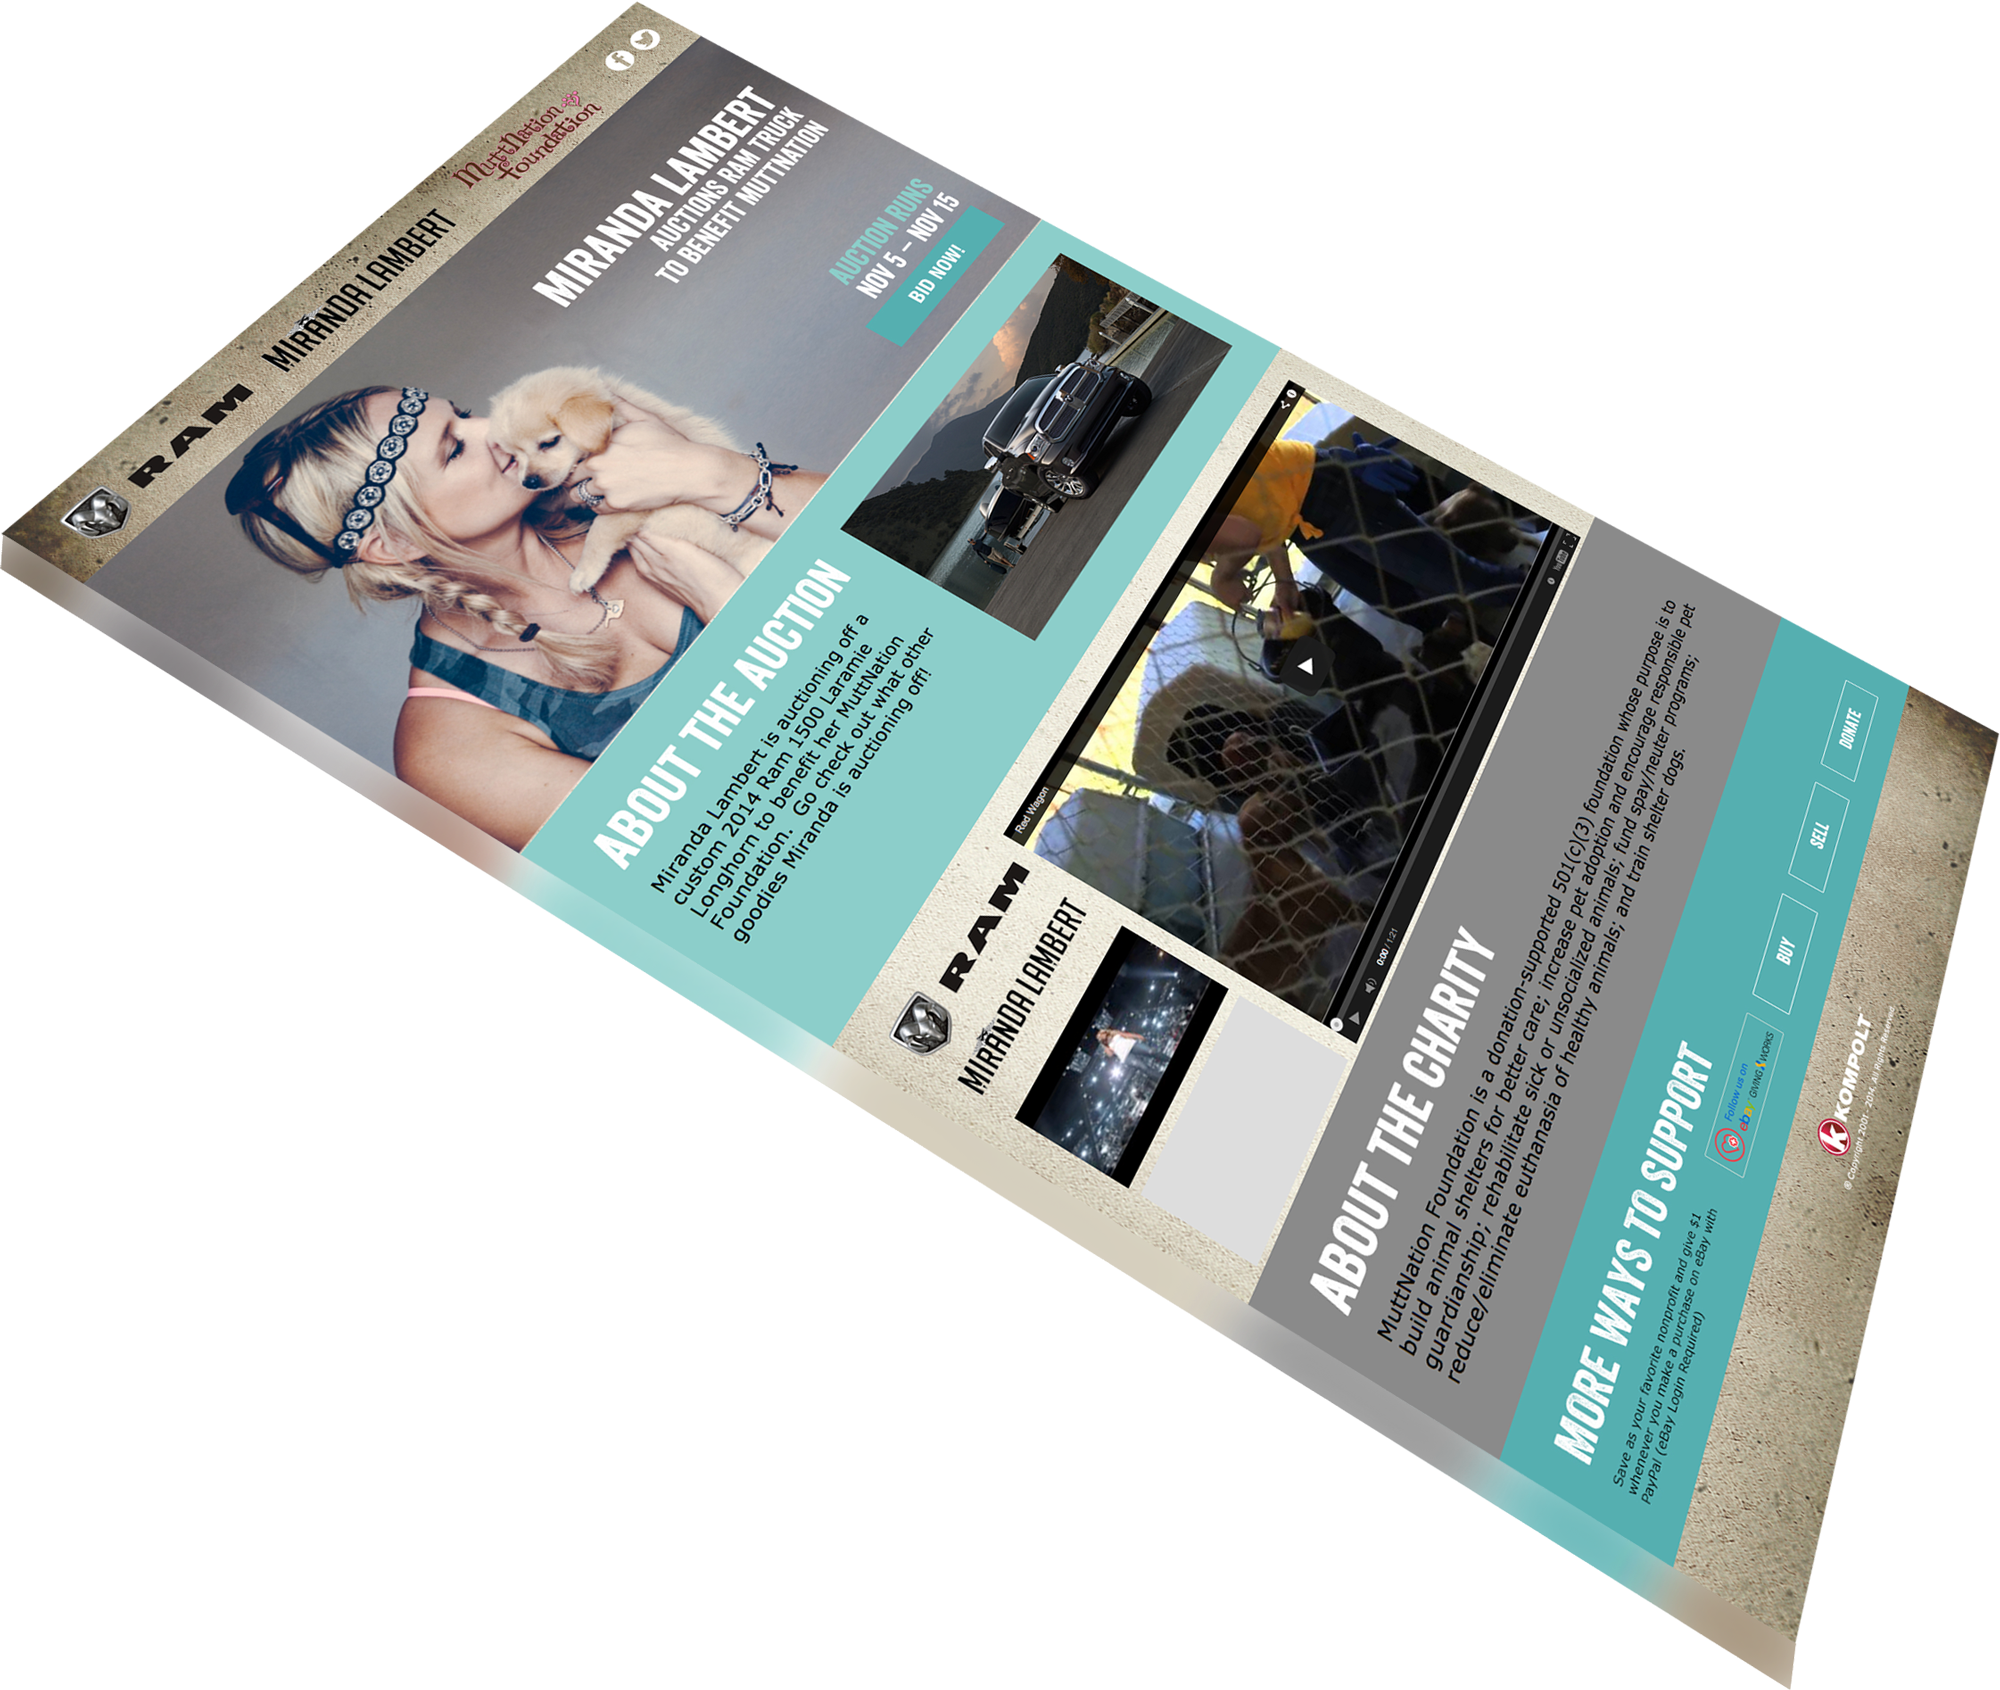 RAM
MIRANDA LAMBERT
MuttNation
foundation
MIRANDA LAMBERT
AUCTIONS RAM TRUCK
TO BENEFIT MUTTNATION
AUCTION RUNS
NOV 5 – NOV 15
BID NOW!
ABOUT THE AUCTION
Miranda Lambert is auctioning off a
custom 2014 Ram 1500 Laramie
Longhorn to benefit her MuttNation
Foundation. Go check out what other
goodies Miranda is auctioning off!
RAM
MIRANDA LAMBERT
Red Wagon
0:00 / 1:21
YouTube
ABOUT THE CHARITY
MuttNation Foundation is a donation-supported 501(c)(3) foundation whose purpose is to
build animal shelters for better care; increase pet adoption and encourage responsible pet
guardianship; rehabilitate sick or unsocialized animals; fund spay/neuter programs;
reduce/eliminate euthanasia of healthy animals; and train shelter dogs.
MORE WAYS TO SUPPORT
Save as your favorite nonprofit and give $1
whenever you make a purchase on eBay with
PayPal (eBay Login Required)
Follow us on
ebay GIVING WORKS
BUY
SELL
DONATE
K KOMPOLT
© Copyright 2001 - 2014, All Rights Reserved